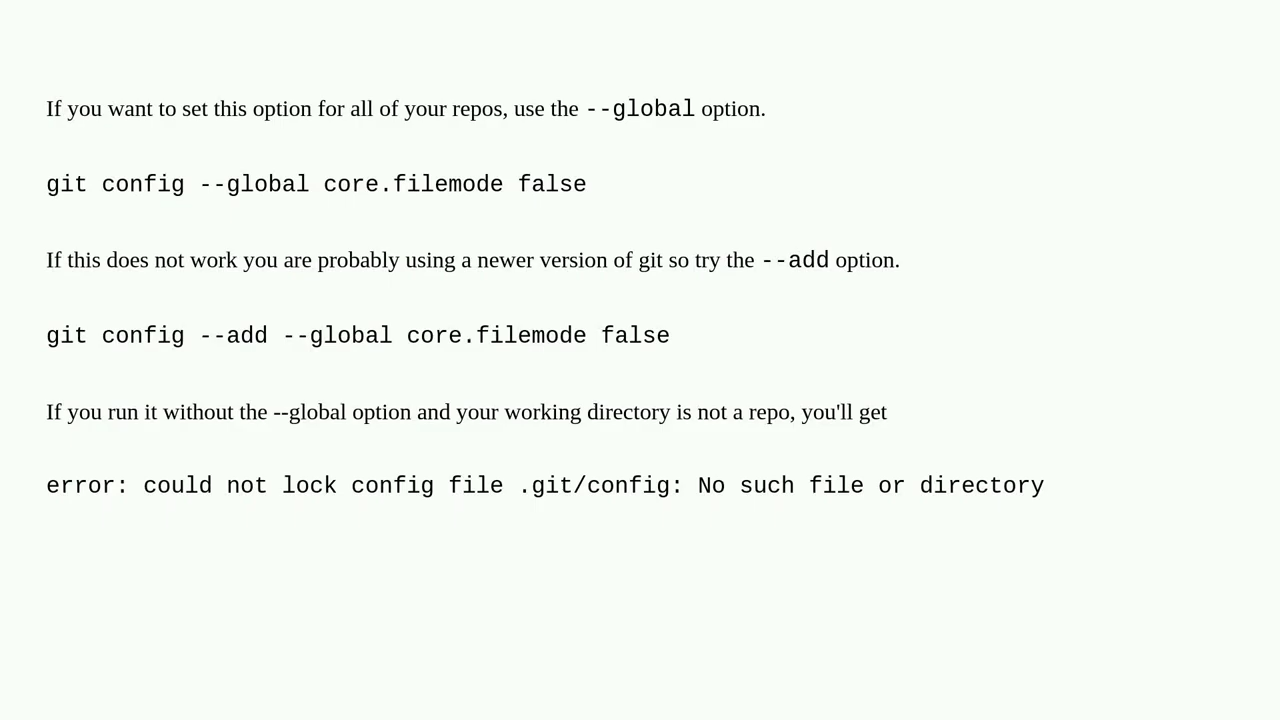 If you want to set this option for all of your repos, use the --global option.
git config --global core.filemode false
If this does not work you are probably using a newer version of git so try the --add option.
git config --add --global core.filemode false
If you run it without the --global option and your working directory is not a repo, you'll get
error: could not lock config file .git/config: No such file or directory